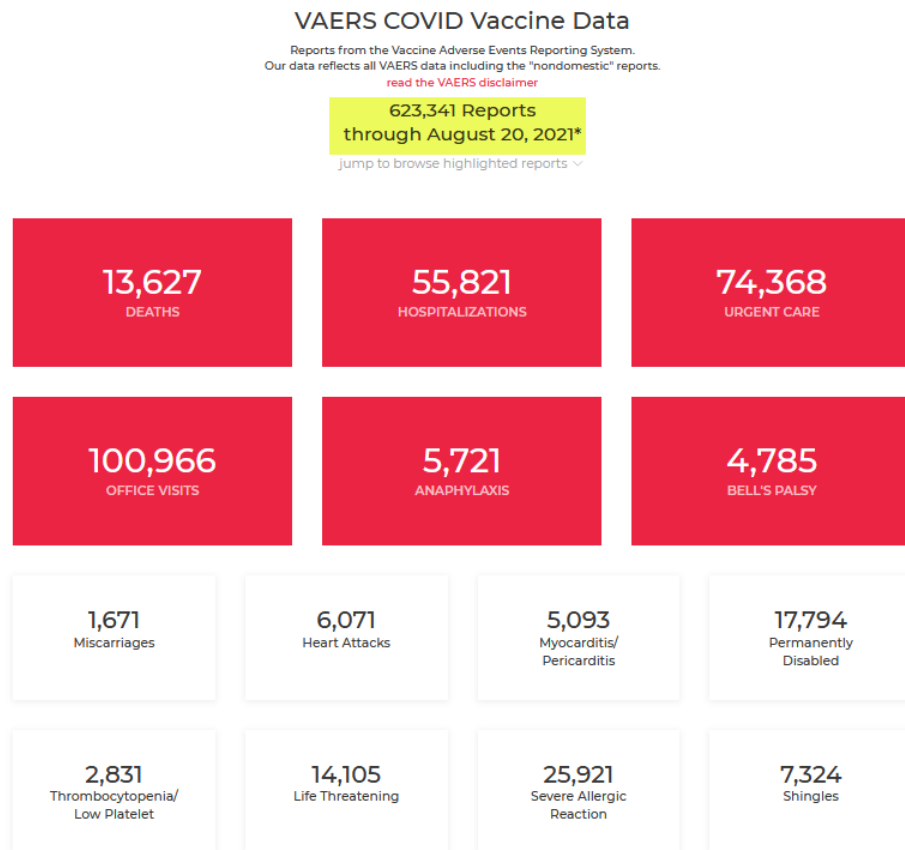 VAERS COVID Vaccine Data
Reports from the Vaccine Adverse Events Reporting System.
Our data reflects all VAERS data including the "nondomestic" reports.
read the VAERS disclaimer
623,341 Reports
through August 20, 2021*
jump to browse highlighted reports
13,627
DEATHS
55,821
HOSPITALIZATIONS
74,368
URGENT CARE
100,966
OFFICE VISITS
5,721
ANAPHYLAXIS
4,785
BELL'S PALSY
1,671
Miscarriages
6,071
Heart Attacks
5,093
Myocarditis/
Pericarditis
17,794
Permanently
Disabled
2,831
Thrombocytopenia/
Low Platelet
14,105
Life Threatening
25,921
Severe Allergic
Reaction
7,324
Shingles